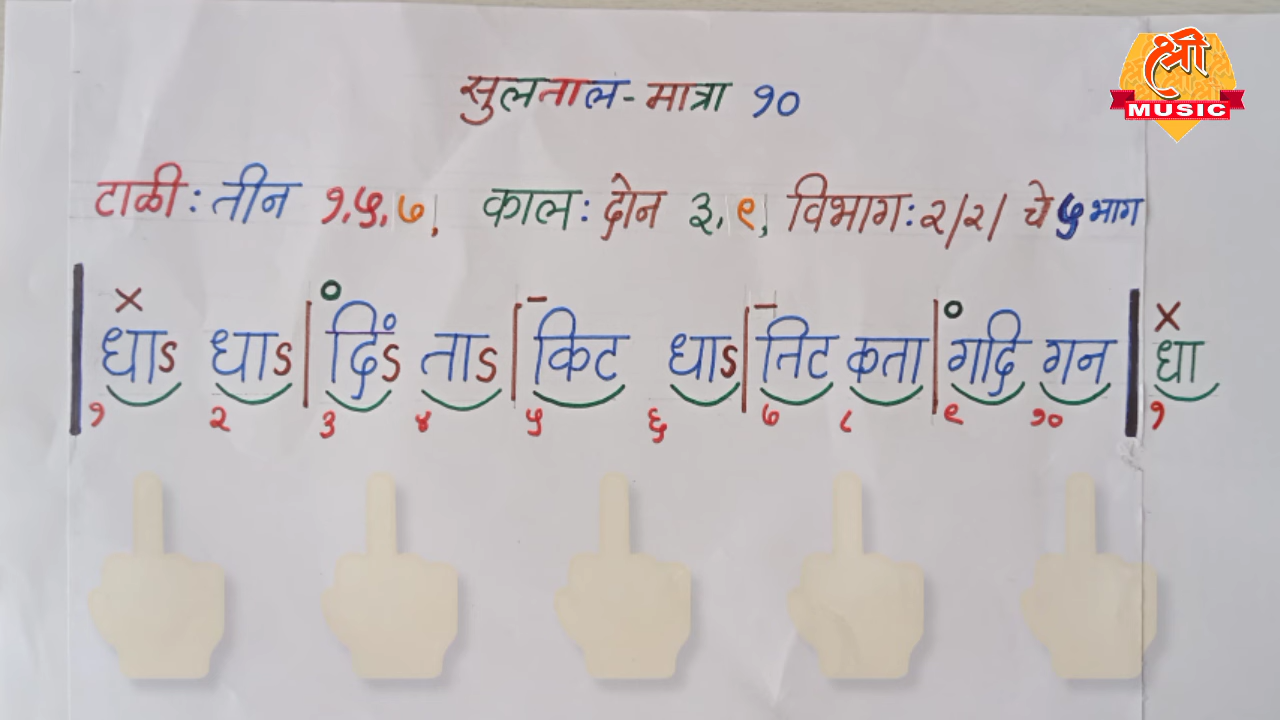 श्री
MUSIC
सुलताल - मात्रा १०
टाळी : तीन १,५,७, काल : दोन ३,९, विभाग : २/२/ चे ५ भाग
× ० – – ० ×
| धाऽ धाऽ | दिंऽ ताऽ | किट धाऽ | तिट कता | गदि गन | धा
१ २ ३ ४ ५ ६ ७ ८ ९ १० १